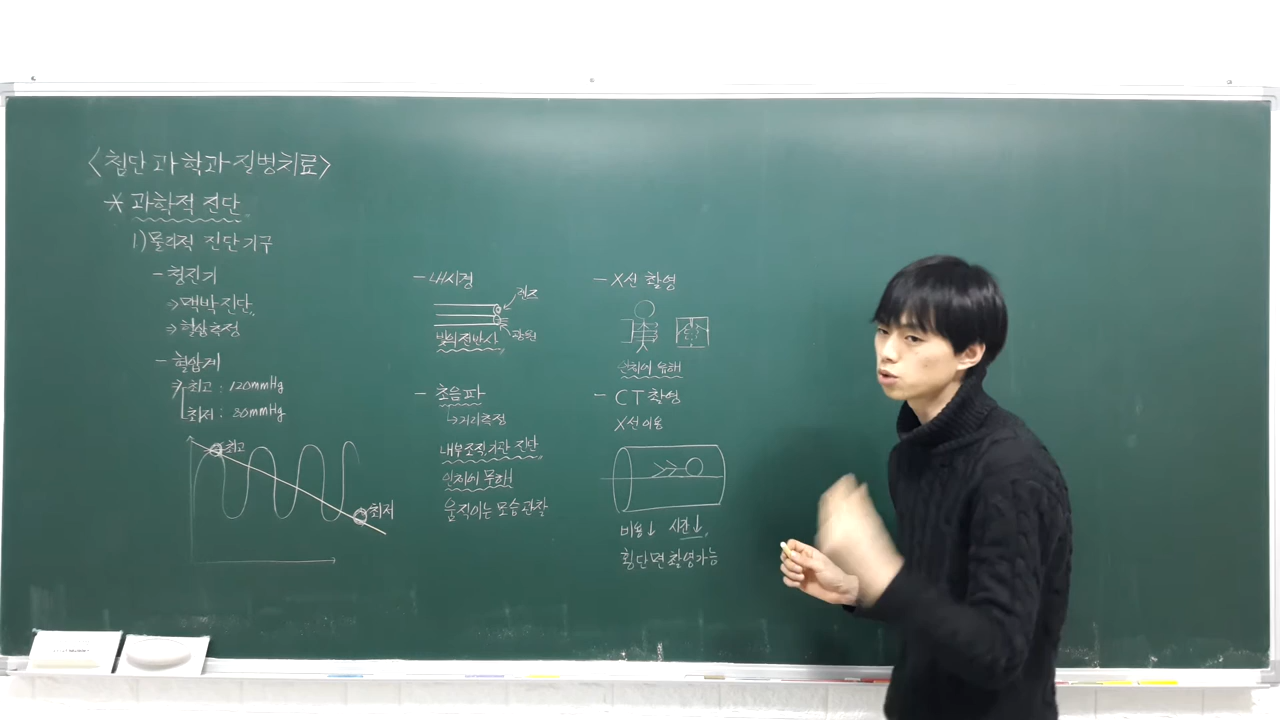 <첨단과학과 질병치료>
* 과학적 진단
1) 물리적 진단기구
- 청진기
⇒ 맥박 진단,
⇒ 혈상측정
- 혈압계
최고 : 120mmHg
최저 : 80mmHg
최고
최저
- 내시경
렌즈
광원
빛의 전반사,
- 초음파
↳ 거리측정
내부조직, 기관 진단,
인체에 무해!
움직이는 모습 관찰
- X선 촬영
인체에 유해
- CT 촬영
X선 이용
비용↓ 시간↓,
횡단면 촬영가능